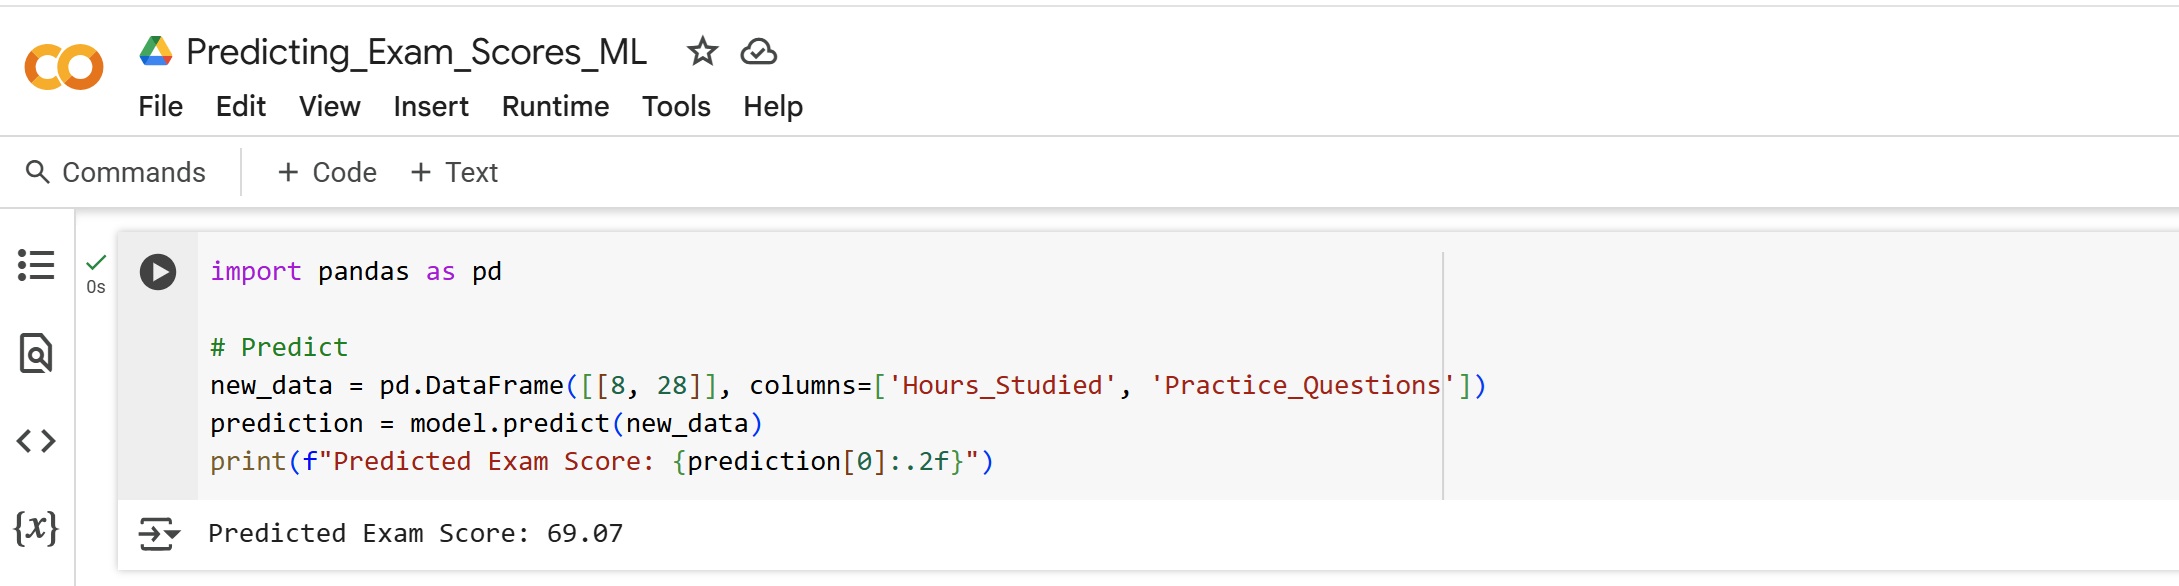 Predicting_Exam_Scores_ML
File Edit View Insert Runtime Tools Help
Commands + Code + Text
0s
import pandas as pd
# Predict
new_data = pd.DataFrame([[8, 28]], columns=['Hours_Studied', 'Practice_Questions'])
prediction = model.predict(new_data)
print(f"Predicted Exam Score: {prediction[0]:.2f}")
{x}
Predicted Exam Score: 69.07